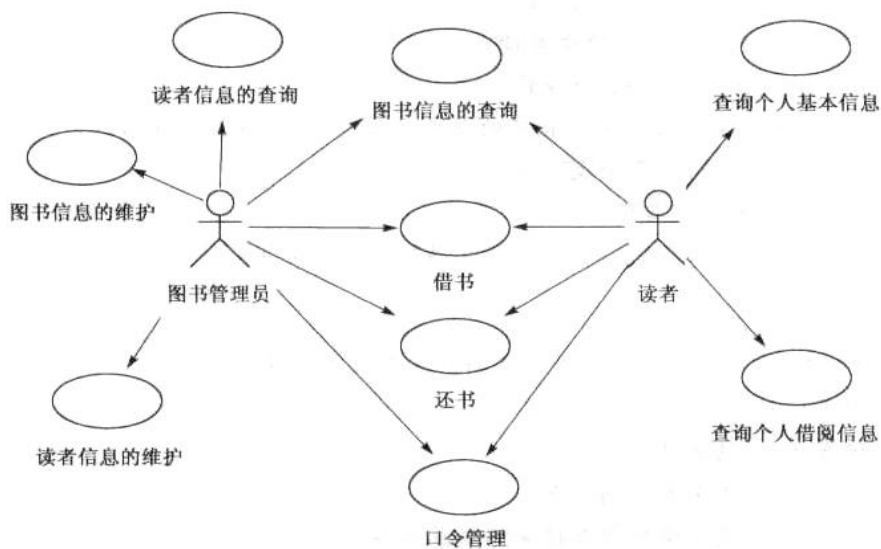 读者信息的查询
图书信息的查询
查询个人基本信息
图书信息的维护
借书
图书管理员
读者
还书
读者信息的维护
查询个人借阅信息
口令管理